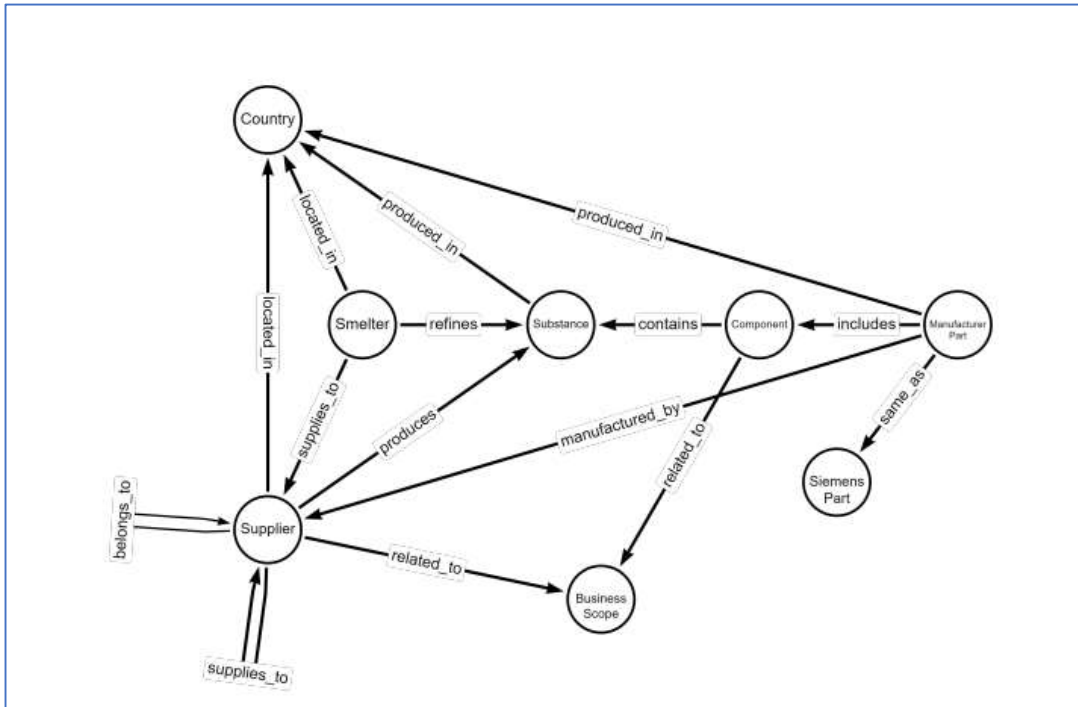 Country
located_in
produced_in
produced_in
located_in
Smelter
refines
Substance
contains
Component
includes
Manufacturer
Part
supplies_to
produces
manufactured_by
related_to
same_as
Siemens
Part
belongs_to
Supplier
related_to
Business
Scope
supplies_to